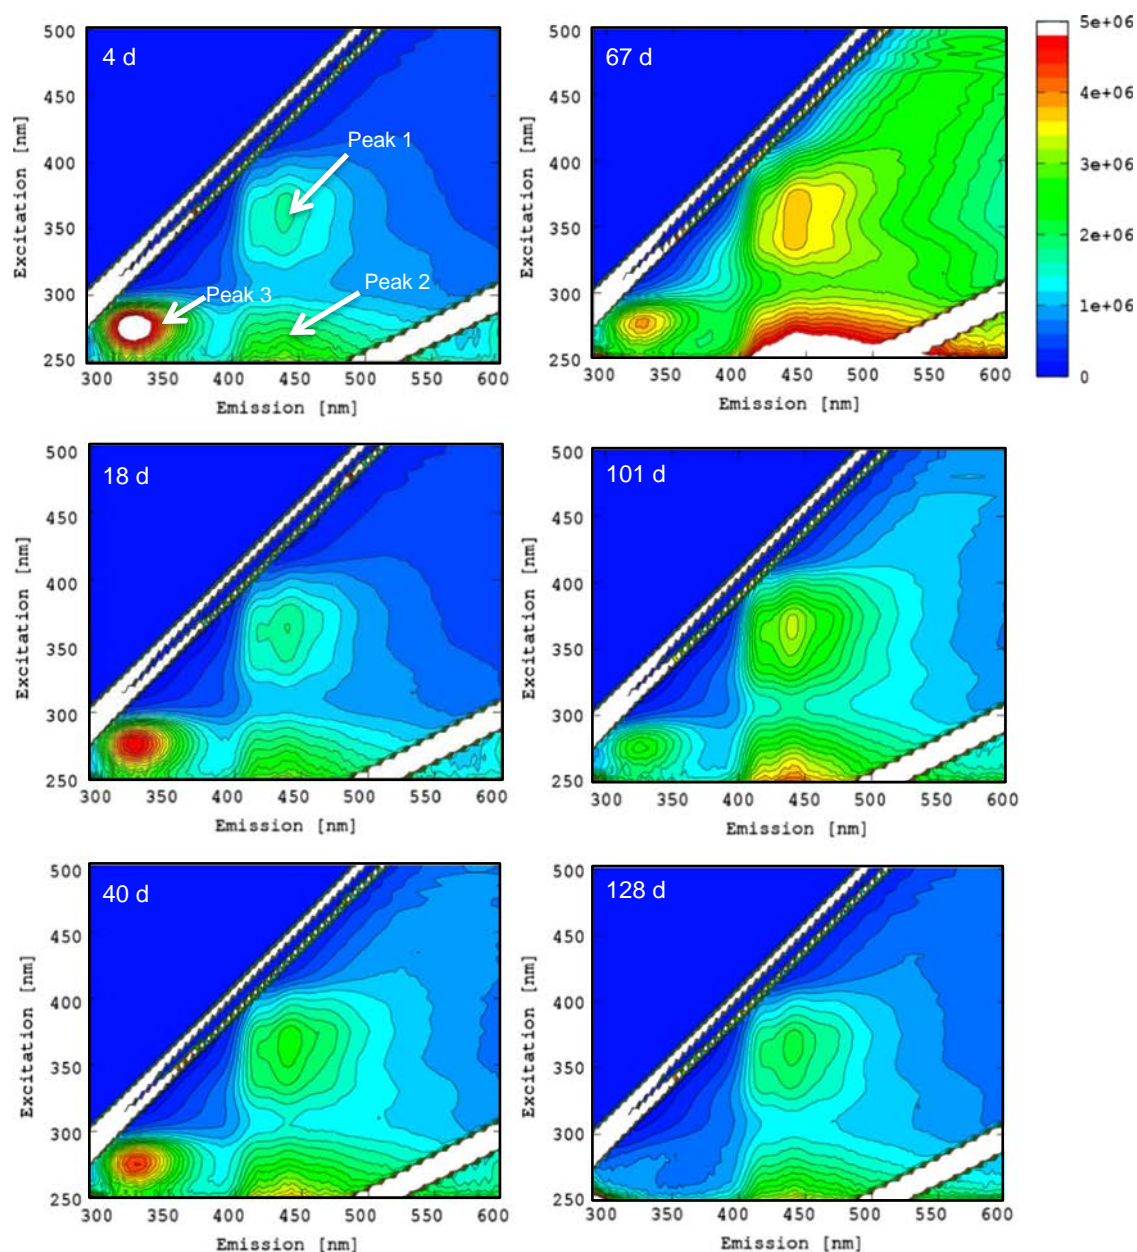 4 d
Peak 1
Peak 2
Peak 3
500
450
400
350
300
250
Excitation [nm]
300 350 400 450 500 550 600
Emission [nm]
67 d
500
450
400
350
300
250
Excitation [nm]
300 350 400 450 500 550 600
Emission [nm]
5e+06
4e+06
3e+06
2e+06
1e+06
0
18 d
500
450
400
350
300
250
Excitation [nm]
300 350 400 450 500 550 600
Emission [nm]
101 d
500
450
400
350
300
250
Excitation [nm]
300 350 400 450 500 550 600
Emission [nm]
40 d
500
450
400
350
300
250
Excitation [nm]
300 350 400 450 500 550 600
Emission [nm]
128 d
500
450
400
350
300
250
Excitation [nm]
300 350 400 450 500 550 600
Emission [nm]